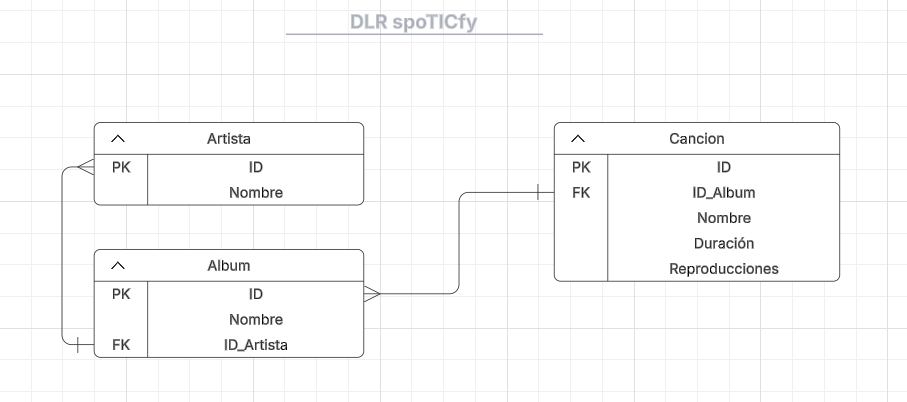 DLR spoTICfy
Artista
PK ID
Nombre
Album
PK ID
Nombre
FK ID_Artista
Cancion
PK ID
FK ID_Album
Nombre
Duración
Reproducciones